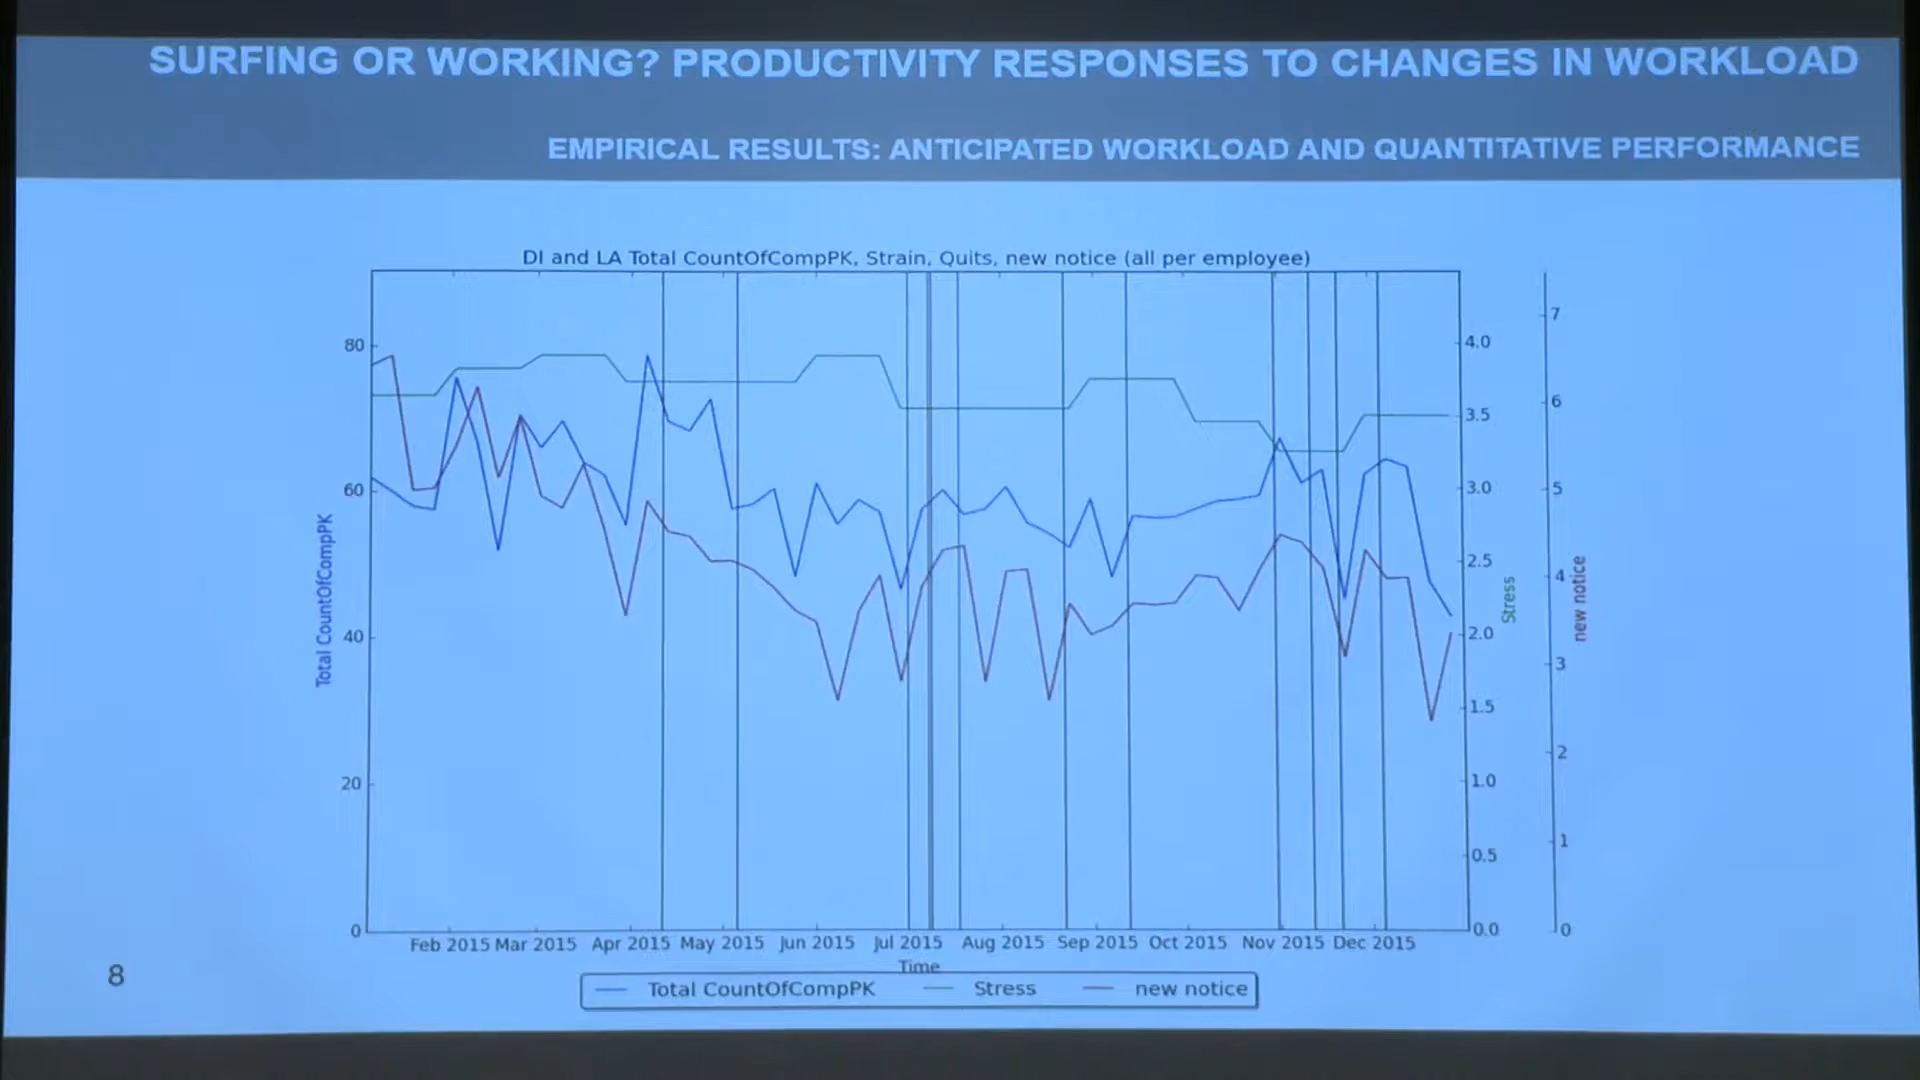 SURFING OR WORKING? PRODUCTIVITY RESPONSES TO CHANGES IN WORKLOAD
EMPIRICAL RESULTS: ANTICIPATED WORKLOAD AND QUANTITATIVE PERFORMANCE
DI and LA Total CountOfCompPK, Strain, Quits, new notice (all per employee)
Total CountOfCompPK
80
60
40
20
0
4.0
3.5
3.0
2.5
2.0
1.5
1.0
0.5
0.0
Stress
7
6
5
4
3
2
1
0
new notice
Feb 2015 Mar 2015 Apr 2015 May 2015 Jun 2015 Jul 2015 Aug 2015 Sep 2015 Oct 2015 Nov 2015 Dec 2015
Time
Total CountOfCompPK Stress new notice
8